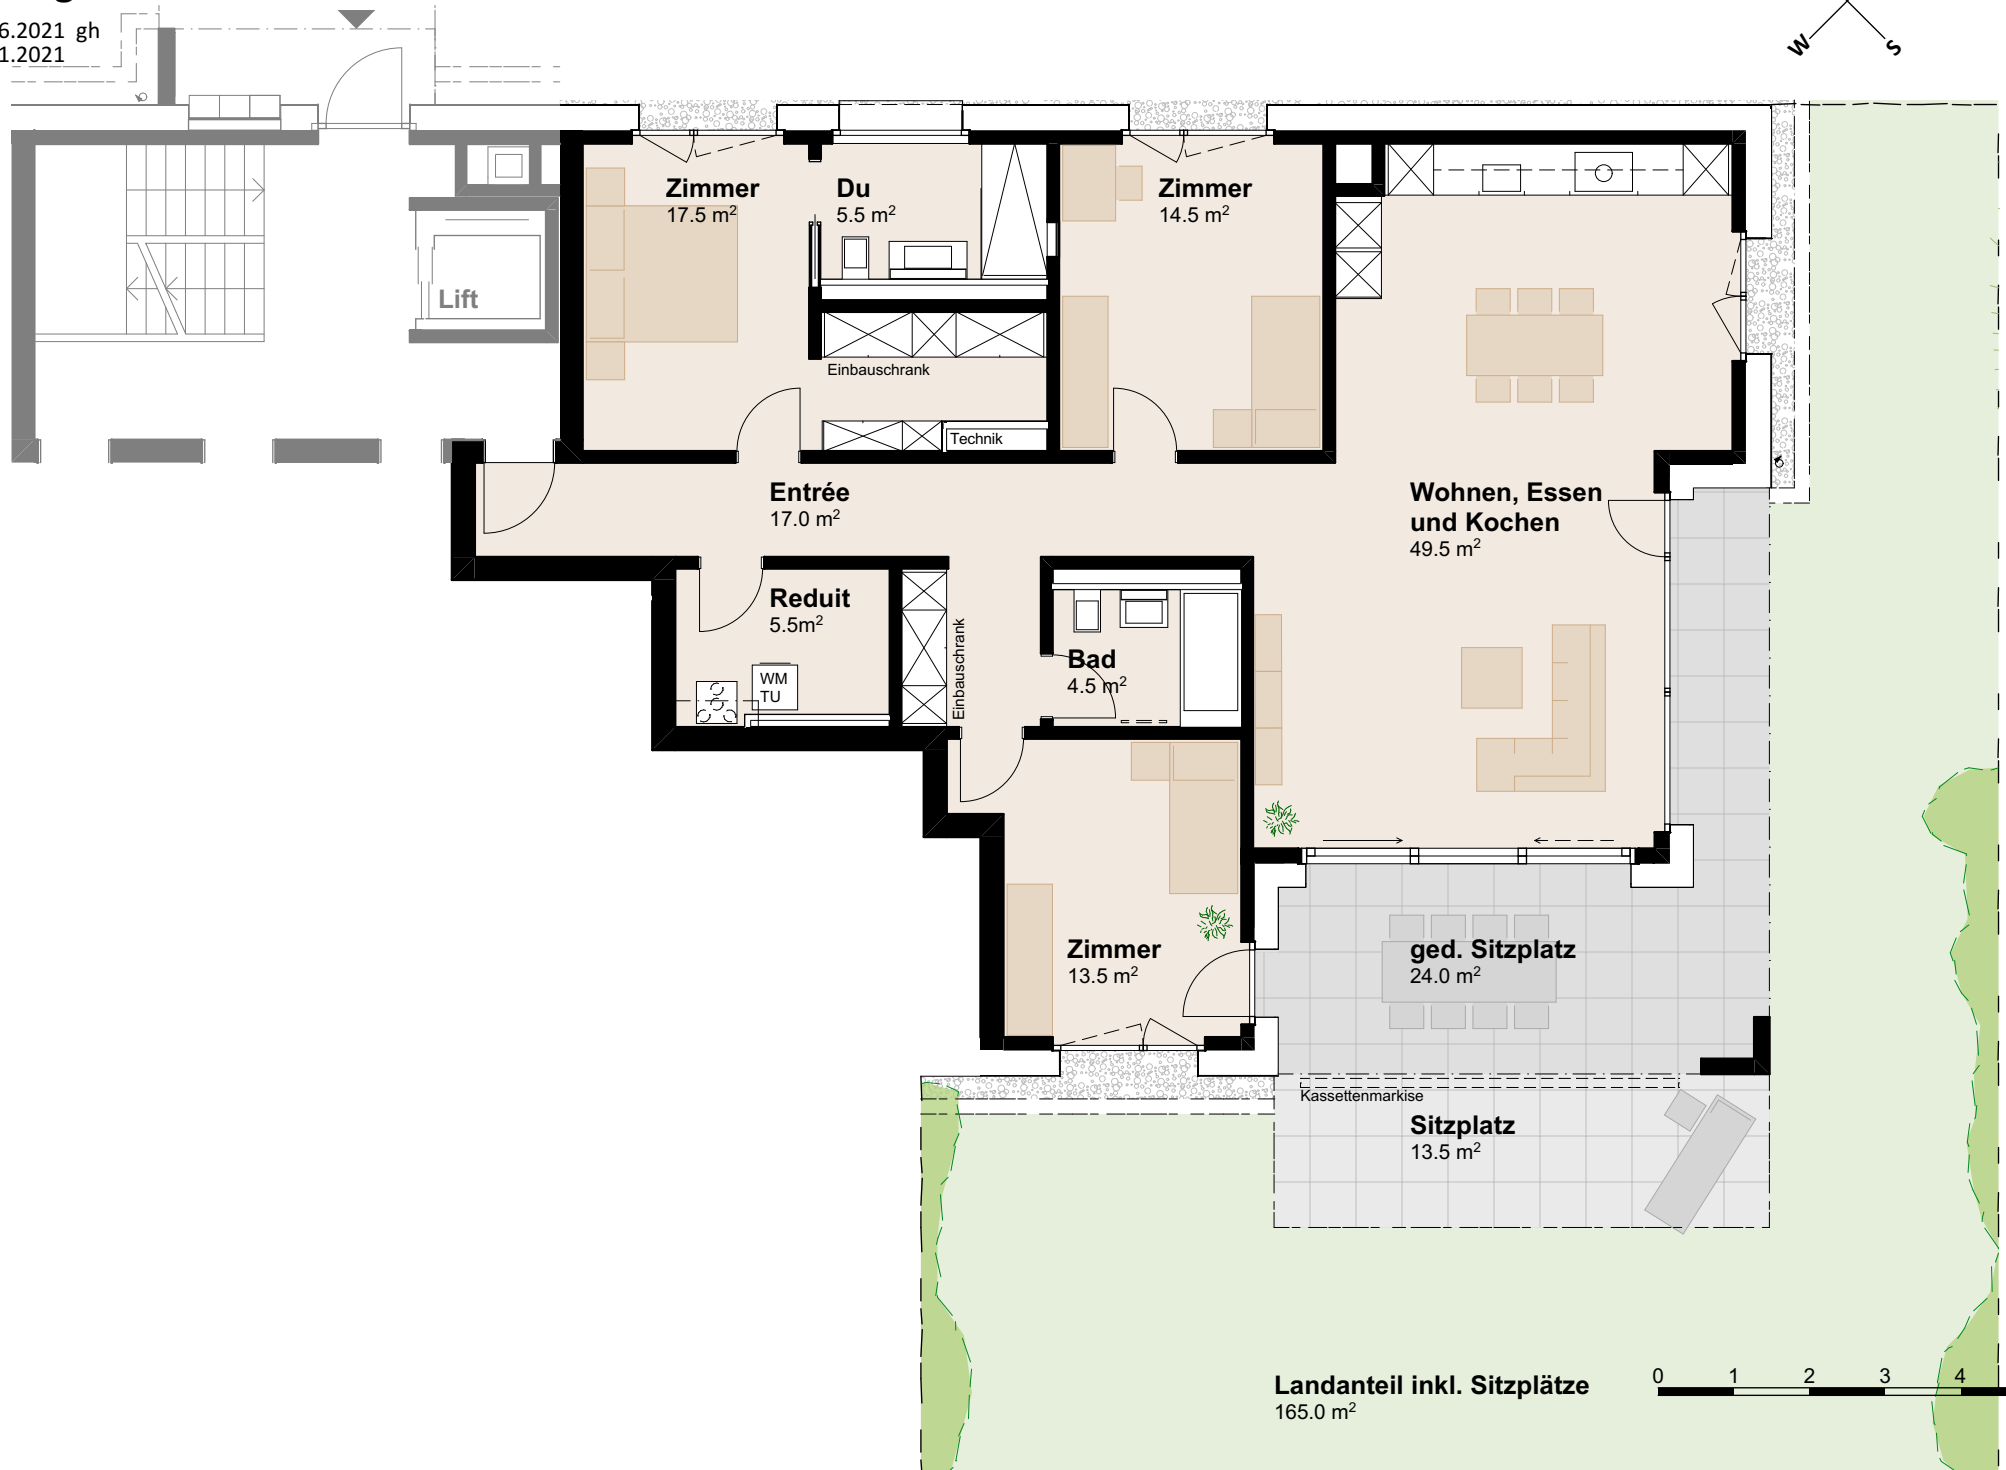 6.2021 gh
1.2021
W
S
Zimmer
17.5 m²
Du
5.5 m²
Zimmer
14.5 m²
Lift
Einbauschrank
Technik
Entrée
17.0 m²
Wohnen, Essen
und Kochen
49.5 m²
Reduit
5.5m²
WM
TU
Einbauschrank
Bad
4.5 m²
Zimmer
13.5 m²
ged. Sitzplatz
24.0 m²
Kassettenmarkise
Sitzplatz
13.5 m²
Landanteil inkl. Sitzplätze
165.0 m²
0 1 2 3 4